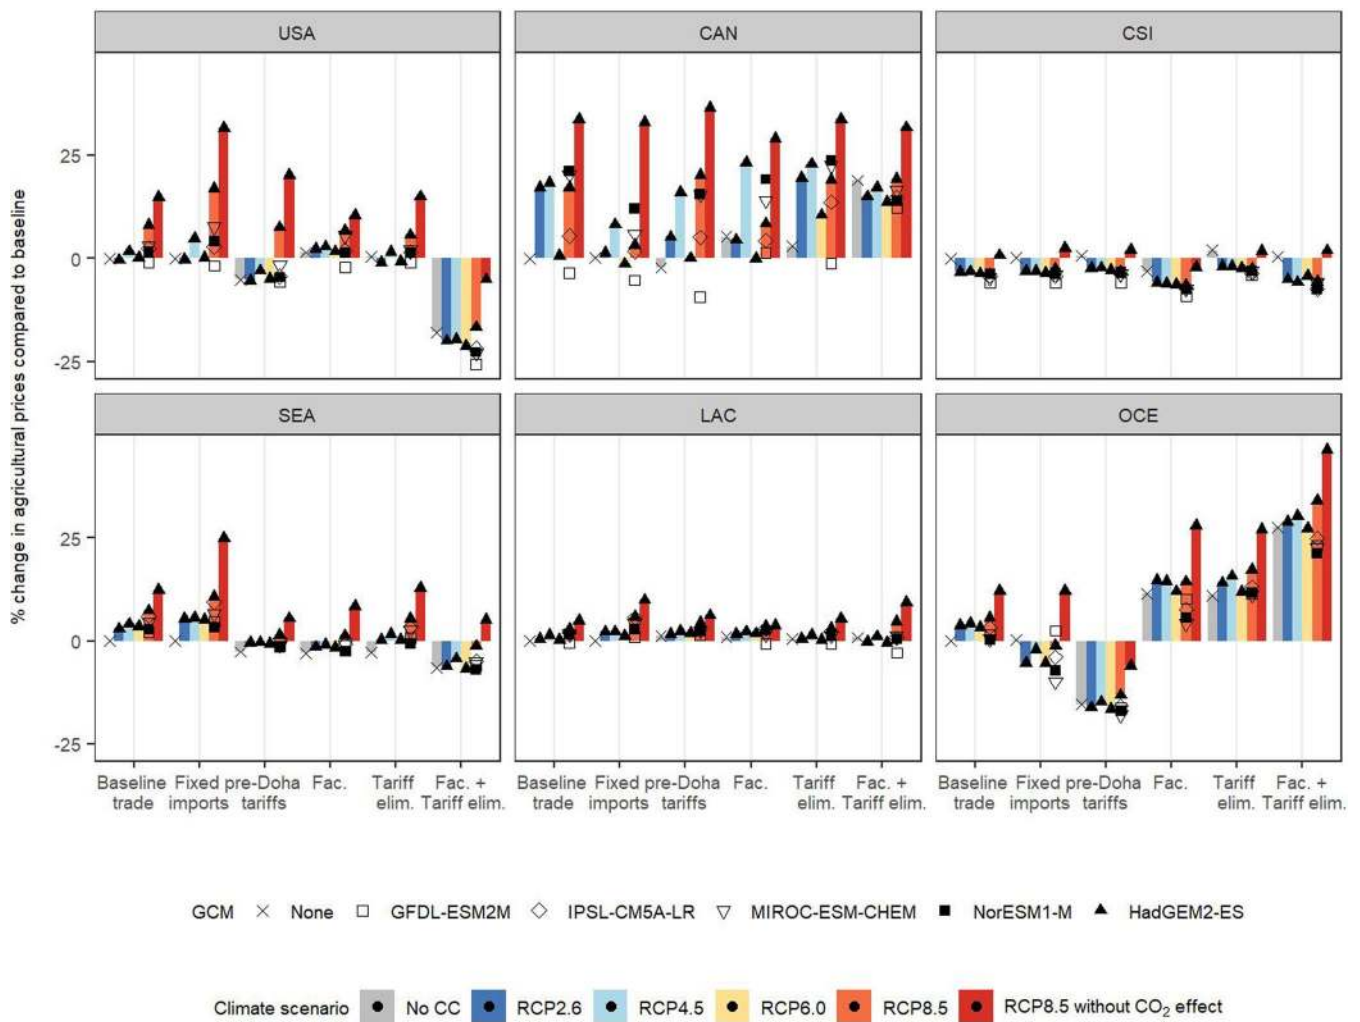 USA
CAN
CSI
25
0
-25
SEA
LAC
OCE
25
0
-25
% change in agricultural prices compared to baseline
Baseline trade
Fixed imports
pre-Doha tariffs
Fac.
Tariff elim.
Fac. + Tariff elim.
Baseline trade
Fixed imports
pre-Doha tariffs
Fac.
Tariff elim.
Fac. + Tariff elim.
Baseline trade
Fixed imports
pre-Doha tariffs
Fac.
Tariff elim.
Fac. + Tariff elim.
GCM None GFDL-ESM2M IPSL-CM5A-LR MIROC-ESM-CHEM NorESM1-M HadGEM2-ES
Climate scenario No CC RCP2.6 RCP4.5 RCP6.0 RCP8.5 RCP8.5 without CO₂ effect